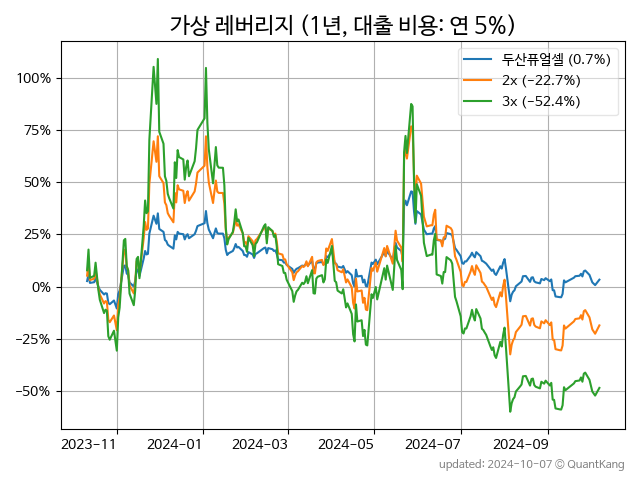 가상 레버리지 (1년, 대출 비용: 연 5%)
두산퓨얼셀 (0.7%)
2x (−22.7%)
3x (−52.4%)
100%
75%
50%
25%
0%
−25%
−50%
2023-11
2024-01
2024-03
2024-05
2024-07
2024-09
updated: 2024-10-07 © QuantKang